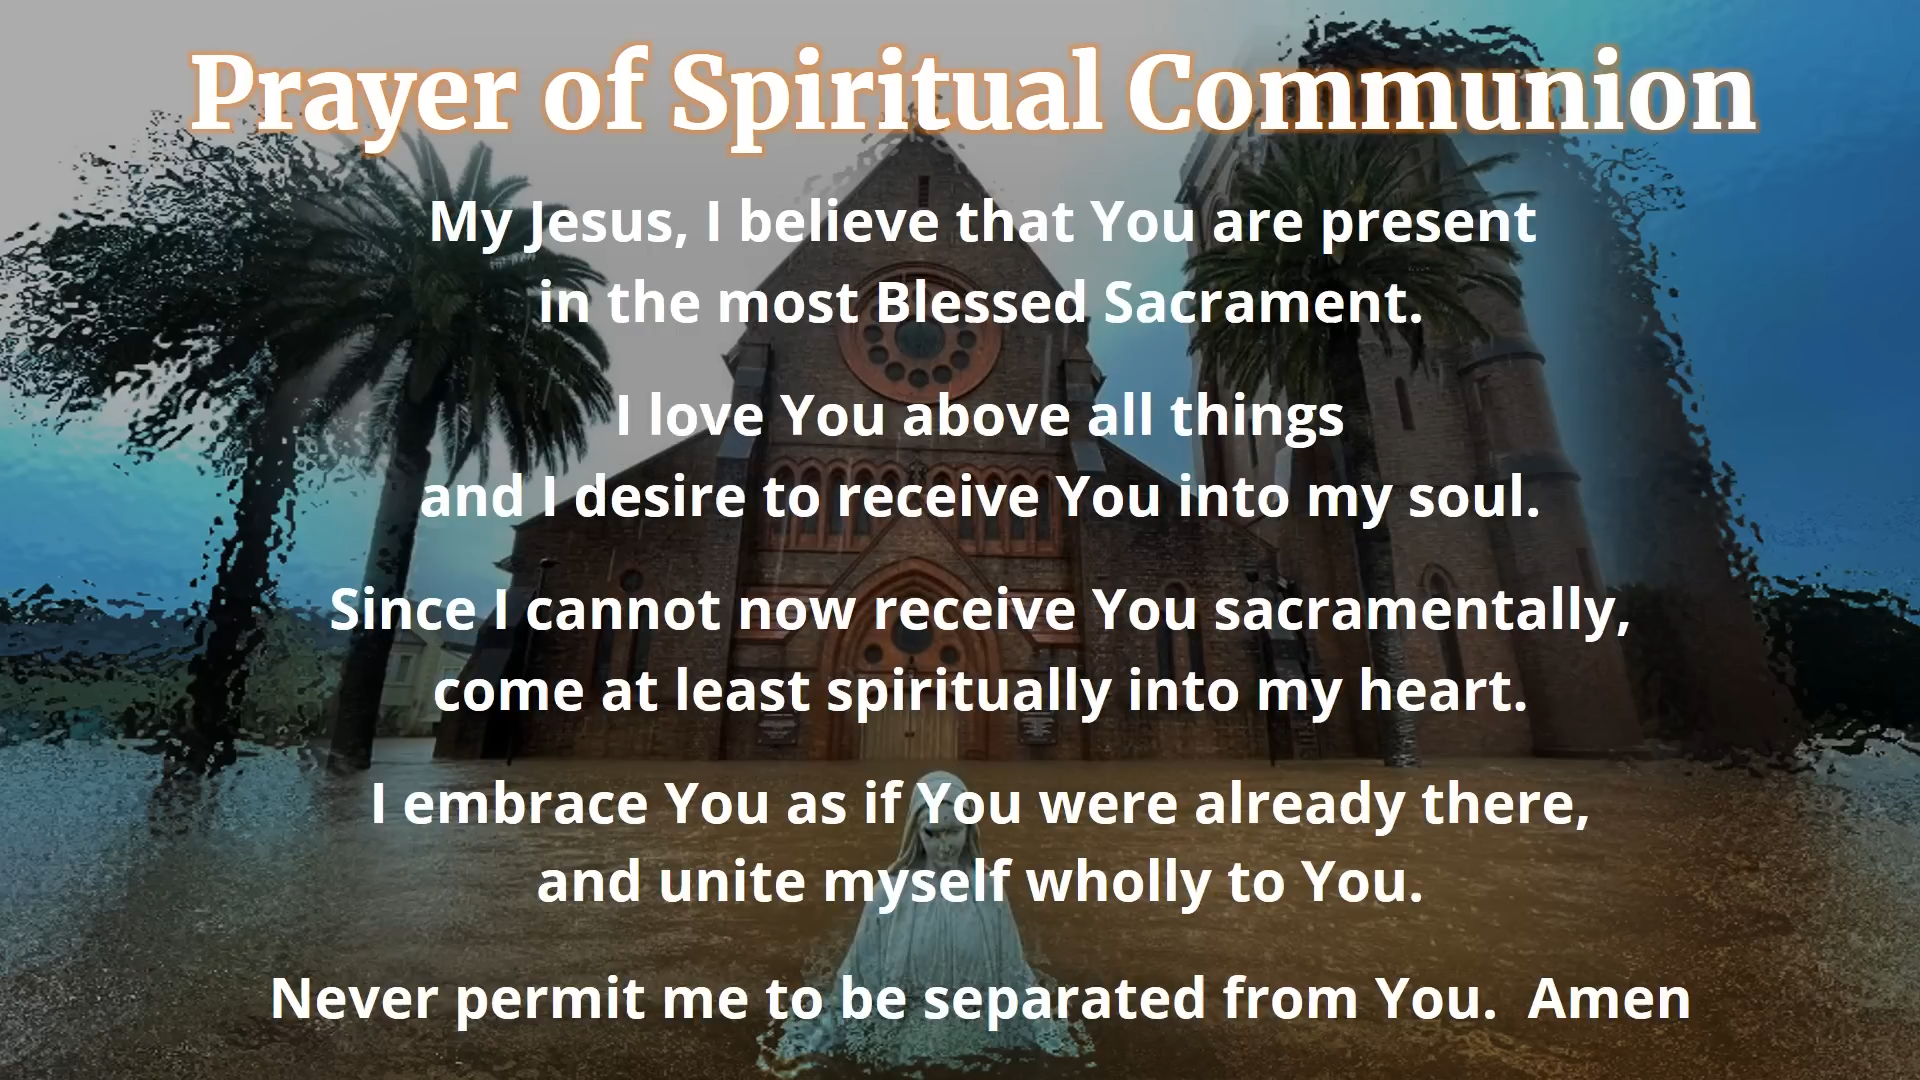 Prayer of Spiritual Communion
My Jesus, I believe that You are present
in the most Blessed Sacrament.
I love You above all things
and I desire to receive You into my soul.
Since I cannot now receive You sacramentally,
come at least spiritually into my heart.
I embrace You as if You were already there,
and unite myself wholly to You.
Never permit me to be separated from You.  Amen